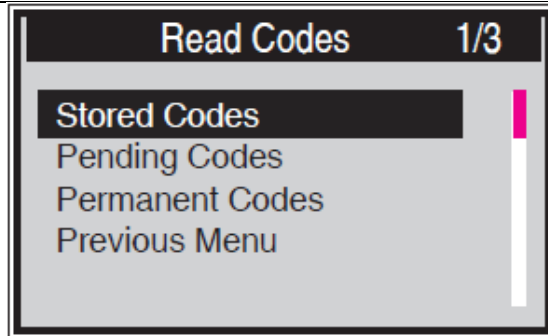 Read Codes 1/3
Stored Codes
Pending Codes
Permanent Codes
Previous Menu